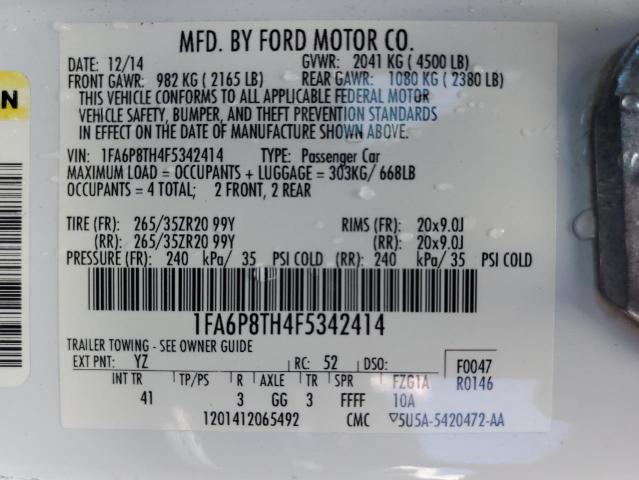 MFD. BY FORD MOTOR CO.
DATE: 12/14 GVWR: 2041 KG ( 4500 LB)
FRONT GAWR: 982 KG ( 2165 LB) REAR GAWR: 1080 KG ( 2380 LB)
THIS VEHICLE CONFORMS TO ALL APPLICABLE FEDERAL MOTOR
VEHICLE SAFETY, BUMPER, AND THEFT PREVENTION STANDARDS
IN EFFECT ON THE DATE OF MANUFACTURE SHOWN ABOVE.
VIN: 1FA6P8TH4F5342414 TYPE: Passenger Car
MAXIMUM LOAD = OCCUPANTS + LUGGAGE = 303KG/ 668LB
OCCUPANTS = 4 TOTAL; 2 FRONT, 2 REAR
TIRE (FR): 265/35ZR20 99Y RIMS (FR): 20x9.0J
(RR): 265/35ZR20 99Y (RR): 20x9.0J
PRESSURE (FR): 240 kPa/ 35 PSI COLD (RR): 240 kPa/ 35 PSI COLD
1FA6P8TH4F5342414
TRAILER TOWING - SEE OWNER GUIDE
EXT PNT: YZ RC: 52 DSO: F0047
INT TR TP/PS R AXLE TR SPR FZG1A R0146
41 3 GG 3 FFFF 10A
1201412065492 CMC ▽5U5A-5420472-AA
N